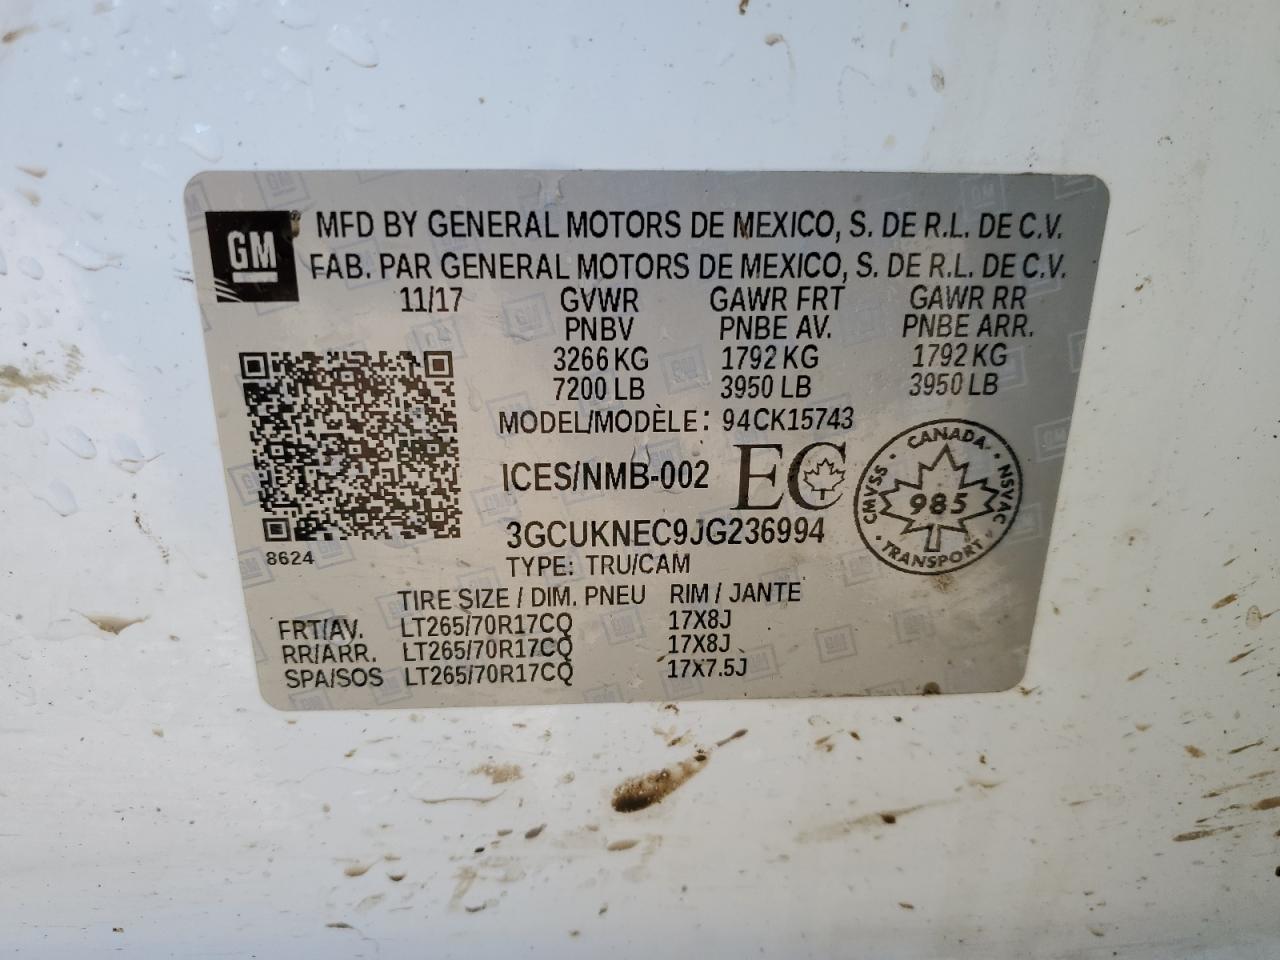 GM
MFD BY GENERAL MOTORS DE MEXICO, S. DE R.L. DE C.V.
FAB. PAR GENERAL MOTORS DE MEXICO, S. DE R.L. DE C.V.
11/17 GVWR GAWR FRT GAWR RR
PNBV PNBE AV. PNBE ARR.
3266 KG 1792 KG 1792 KG
7200 LB 3950 LB 3950 LB
MODEL/MODÈLE: 94CK15743
ICES/NMB-002 EC
CANADA
CMVSS 985 NSVAC
TRANSPORT
3GCUKNEC9JG236994
8624
TYPE: TRU/CAM
TIRE SIZE / DIM. PNEU RIM / JANTE
FRT/AV. LT265/70R17CQ 17X8J
RR/ARR. LT265/70R17CQ 17X8J
SPA/SOS LT265/70R17CQ 17X7.5J